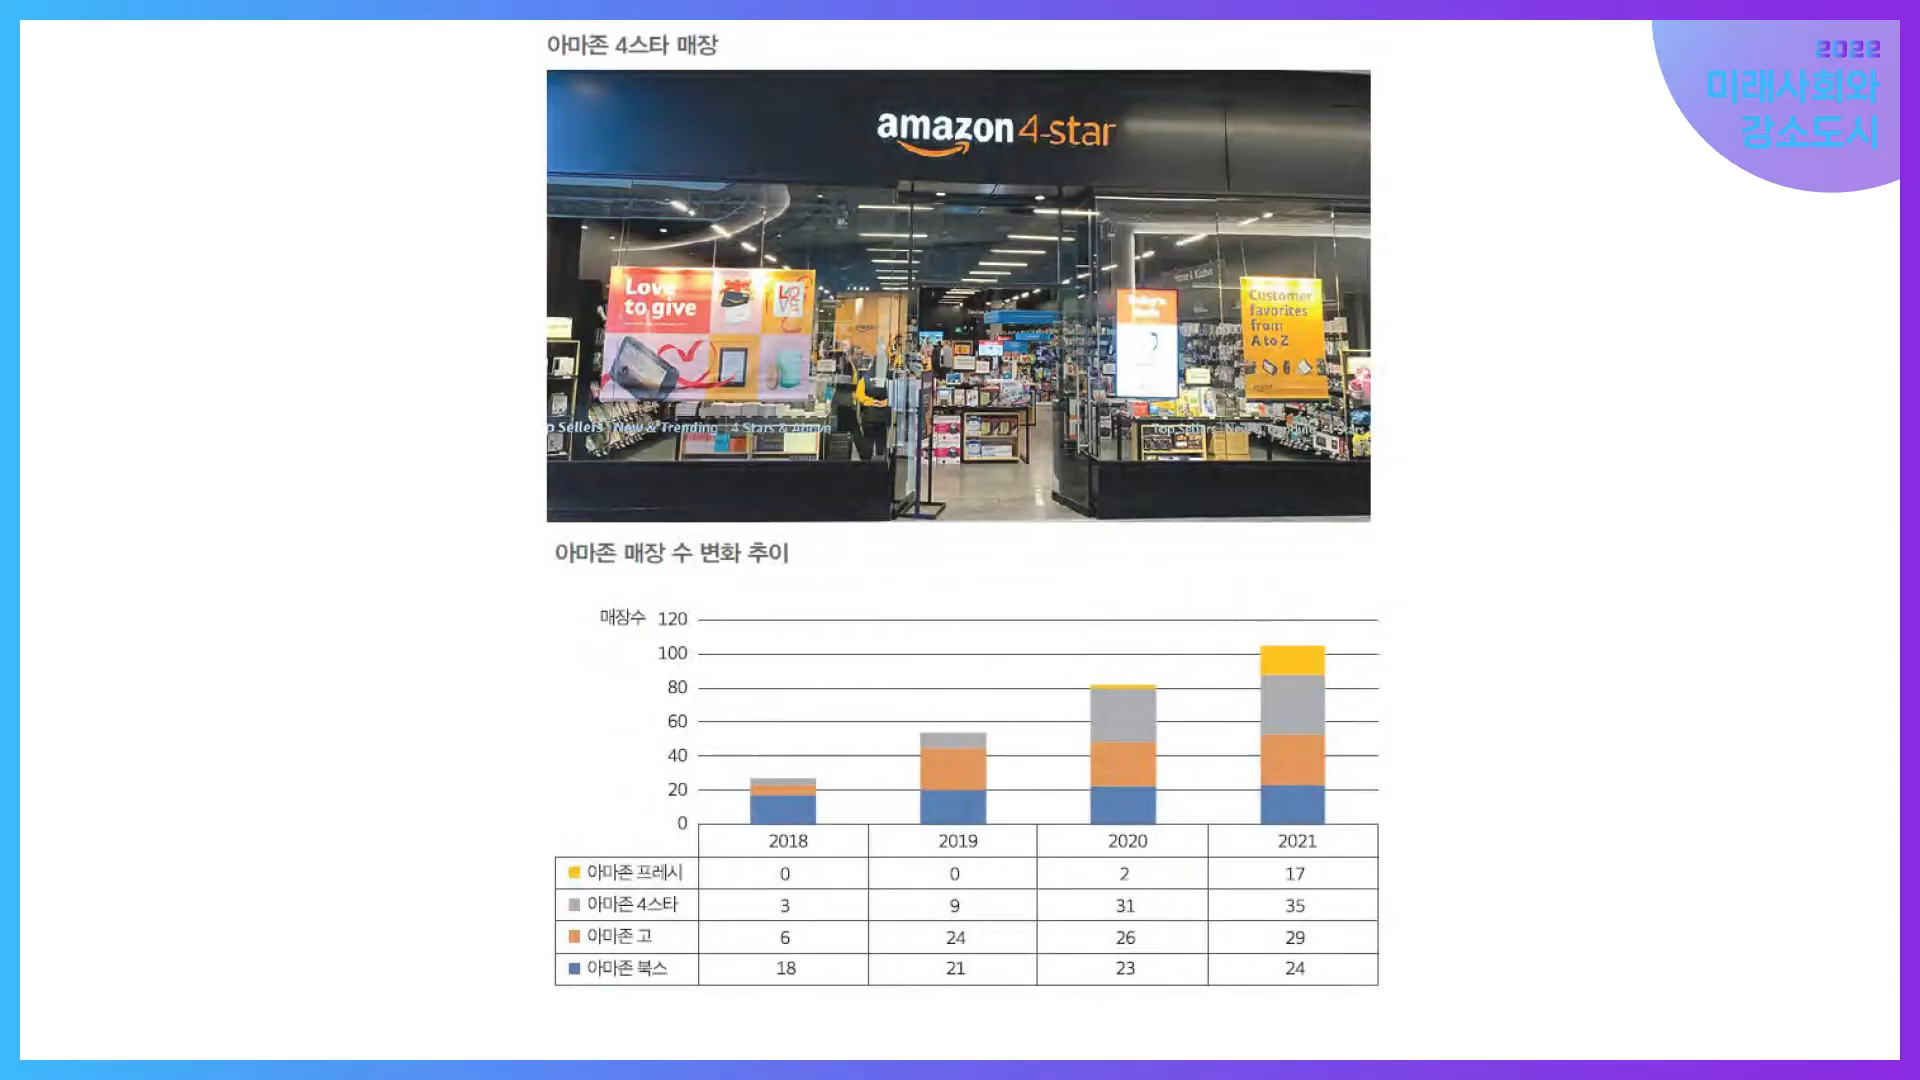 아마존 4스타 매장
2022
미래사회와
강소도시
amazon 4-star
Love
to give
Customer
favorites
from
A to Z
Sellers New & Trending 4 Stars & Above
Top Sellers
아마존 매장 수 변화 추이
매장수 120
100
80
60
40
20
0
2018 2019 2020 2021
아마존 프레시 0 0 2 17
아마존 4스타 3 9 31 35
아마존 고 6 24 26 29
아마존 북스 18 21 23 24